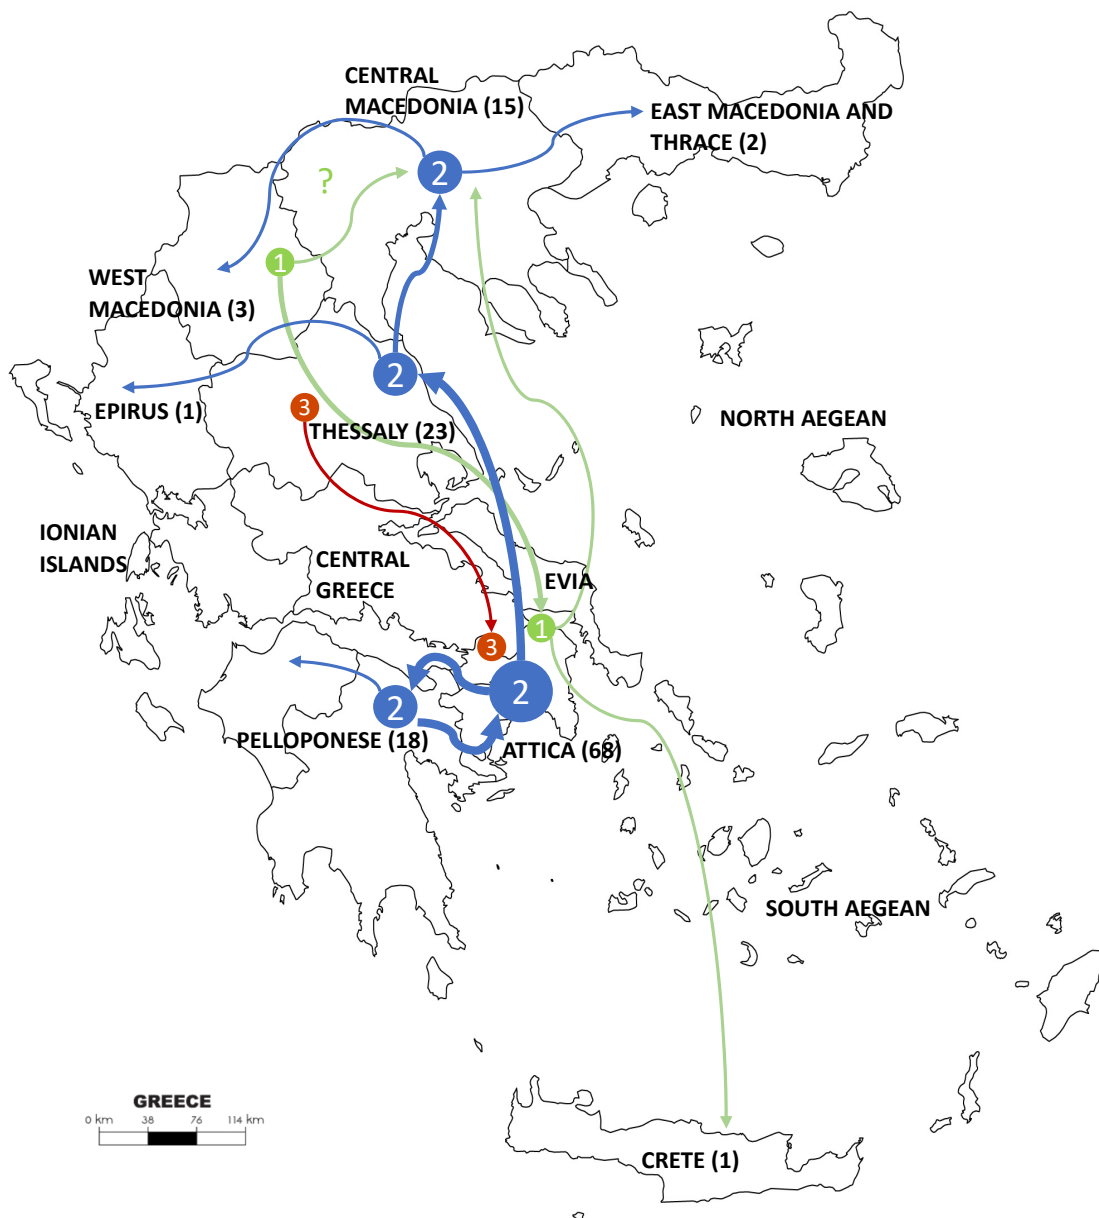 CENTRAL
MACEDONIA (15)
EAST MACEDONIA AND
THRACE (2)
2
?
1
WEST
MACEDONIA (3)
2
EPIRUS (1)
3
THESSALY (23)
NORTH AEGEAN
IONIAN
ISLANDS
CENTRAL
GREECE
EVIA
1
3
2
2
PELLOPONESE (18)
ATTICA (68)
SOUTH AEGEAN
GREECE
0 km 38 76 114 km
CRETE (1)